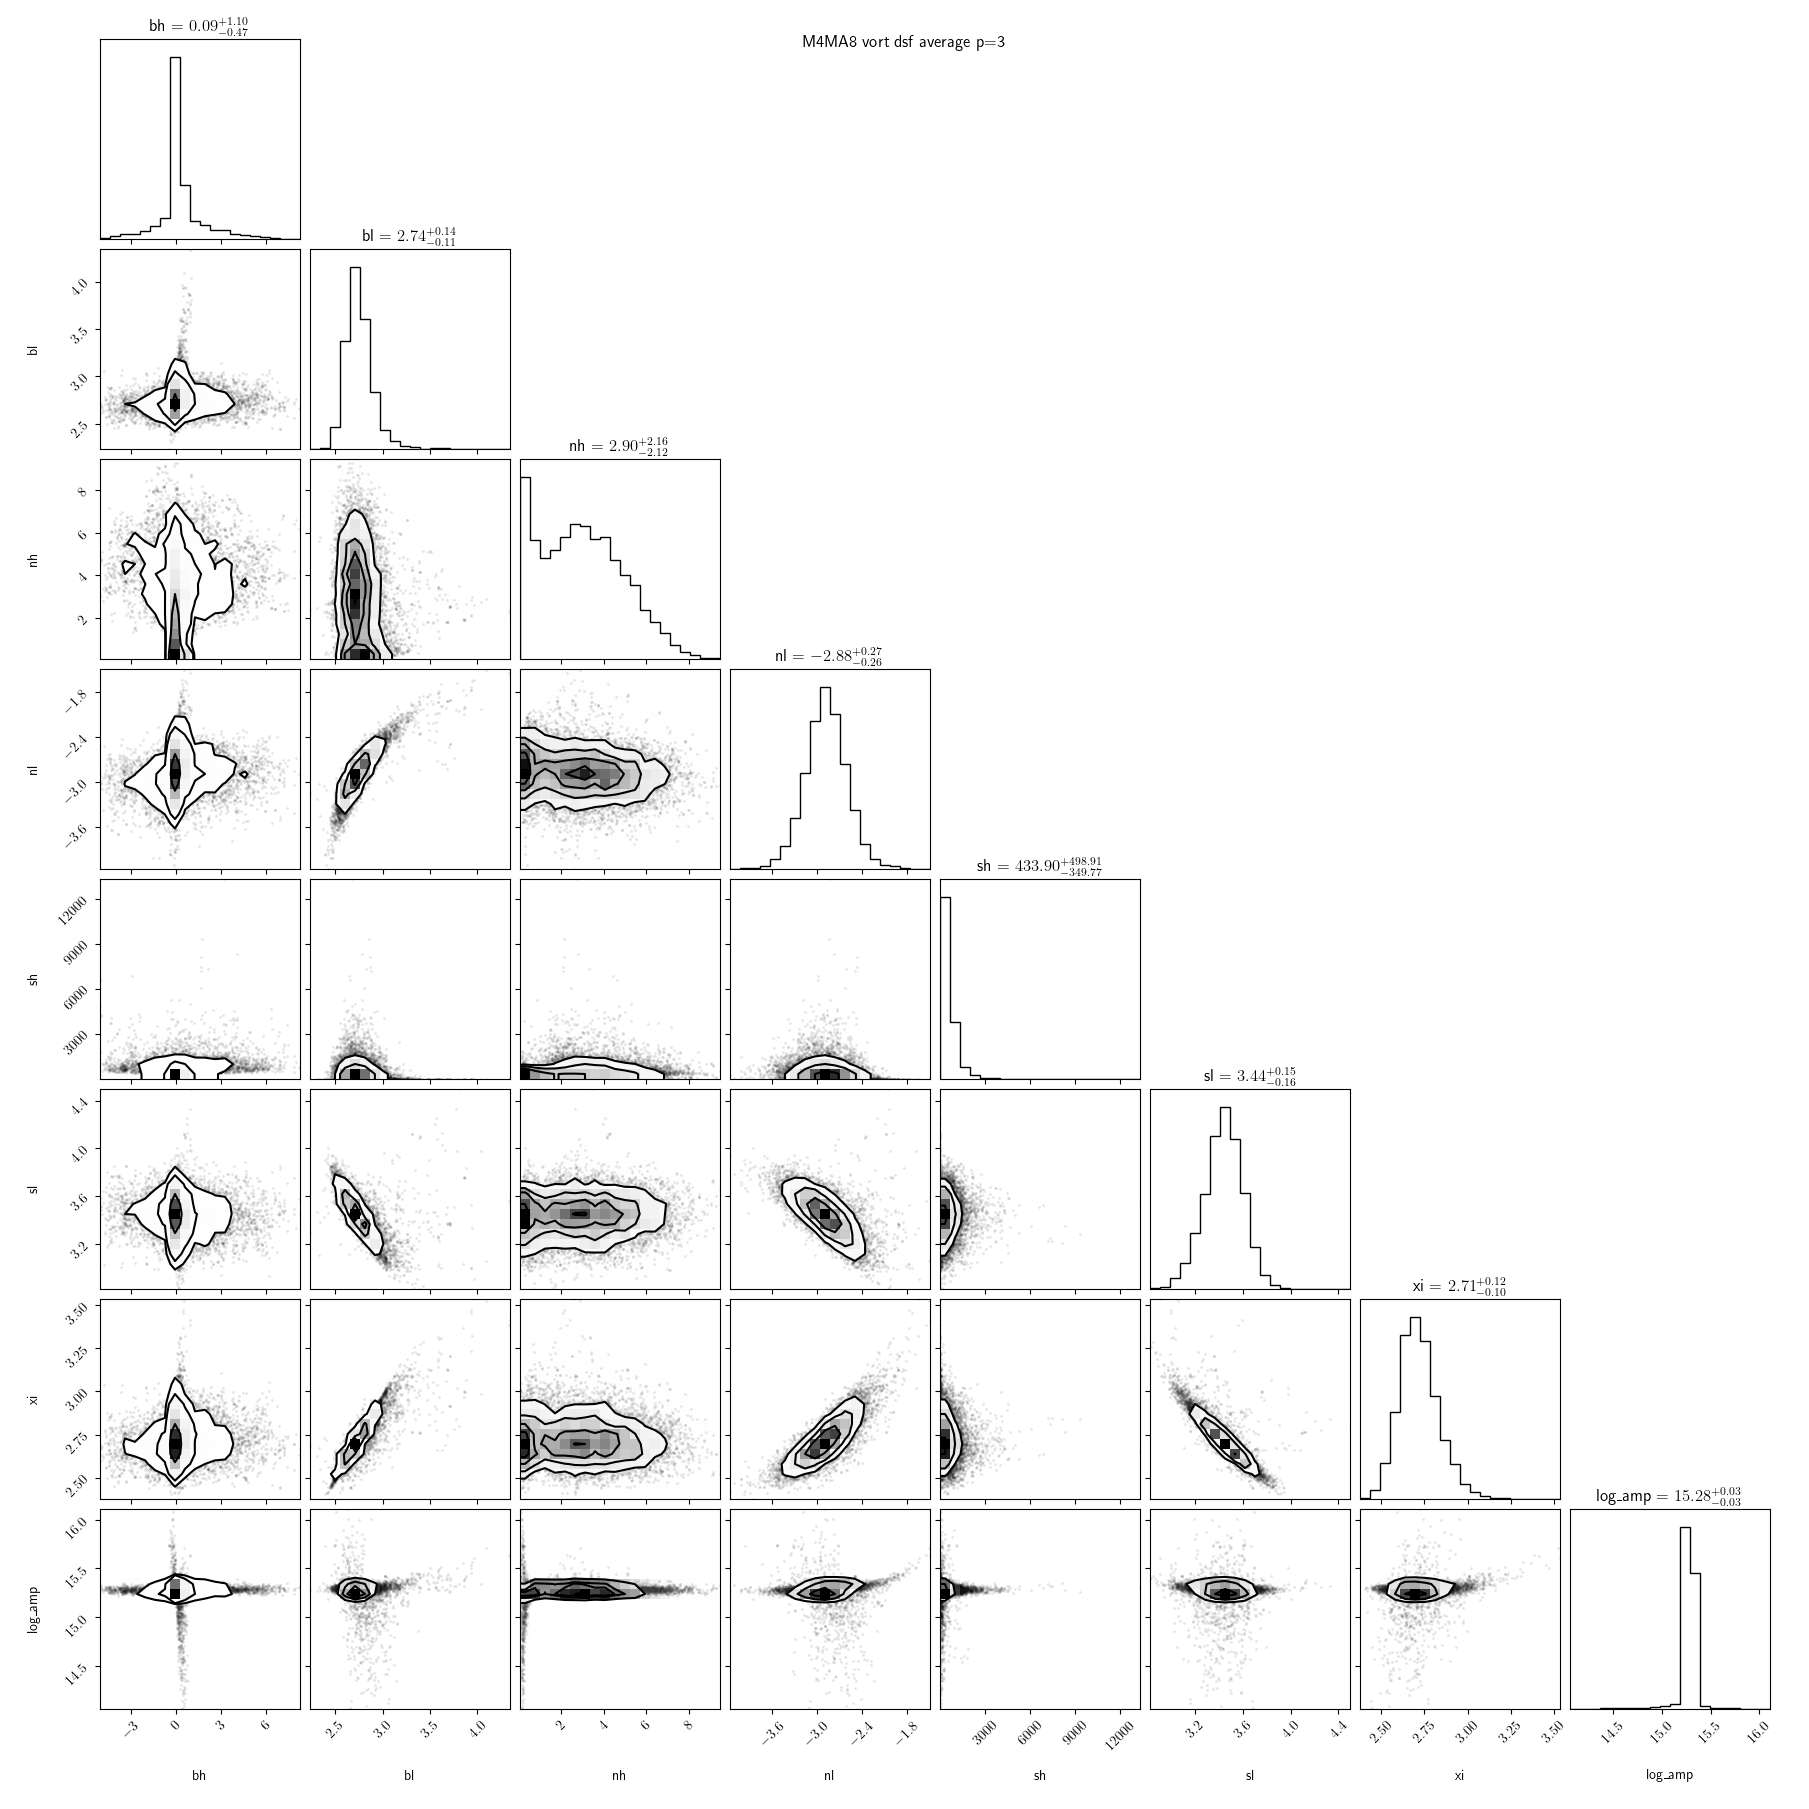 bh = 0.09+1.10−0.47
M4MA8 vort dsf average p=3
bl = 2.74+0.14−0.11
4.0
3.5
3.0
2.5
bl
nh = 2.90+2.16−2.12
8
6
4
2
nh
nl = −2.88+0.27−0.26
−1.8
−2.4
−3.0
−3.6
nl
sh = 433.90+498.91−349.77
12000
9000
6000
3000
sh
sl = 3.44+0.15−0.16
4.4
4.0
3.6
3.2
sl
xi = 2.71+0.12−0.10
3.50
3.25
3.00
2.75
2.50
xi
log_amp = 15.28+0.03−0.03
16.0
15.5
15.0
14.5
log_amp
−3 0 3 6
2.5 3.0 3.5 4.0
2 4 6 8
−3.6 −3.0 −2.4 −1.8
3000 6000 9000 12000
3.2 3.6 4.0 4.4
2.50 2.75 3.00 3.25 3.50
14.5 15.0 15.5 16.0
bh bl nh nl sh sl xi log_amp